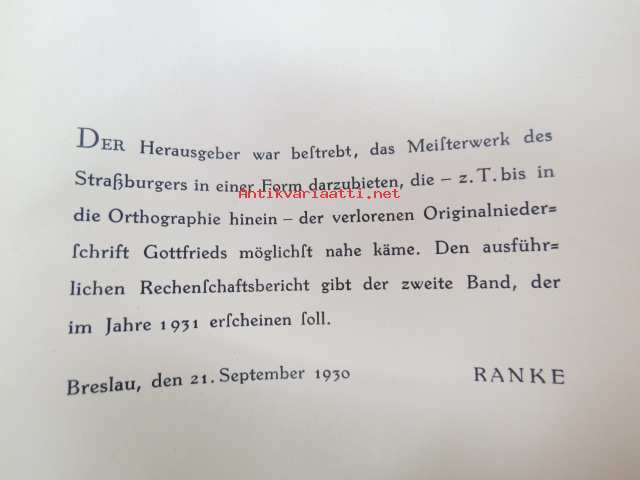 DER Herausgeber war beſtrebt, das Meiſterwerk des
Straßburgers in einer Form darzubieten, die – z. T. bis in
Antikvariaatti.net
die Orthographie hinein – der verlorenen Originalnieder=
ſchrift Gottfrieds möglichſt nahe käme. Den ausführ=
lichen Rechenſchaftsbericht gibt der zweite Band, der
im Jahre 1931 erſcheinen ſoll.
Breslau, den 21. September 1930 RANKE